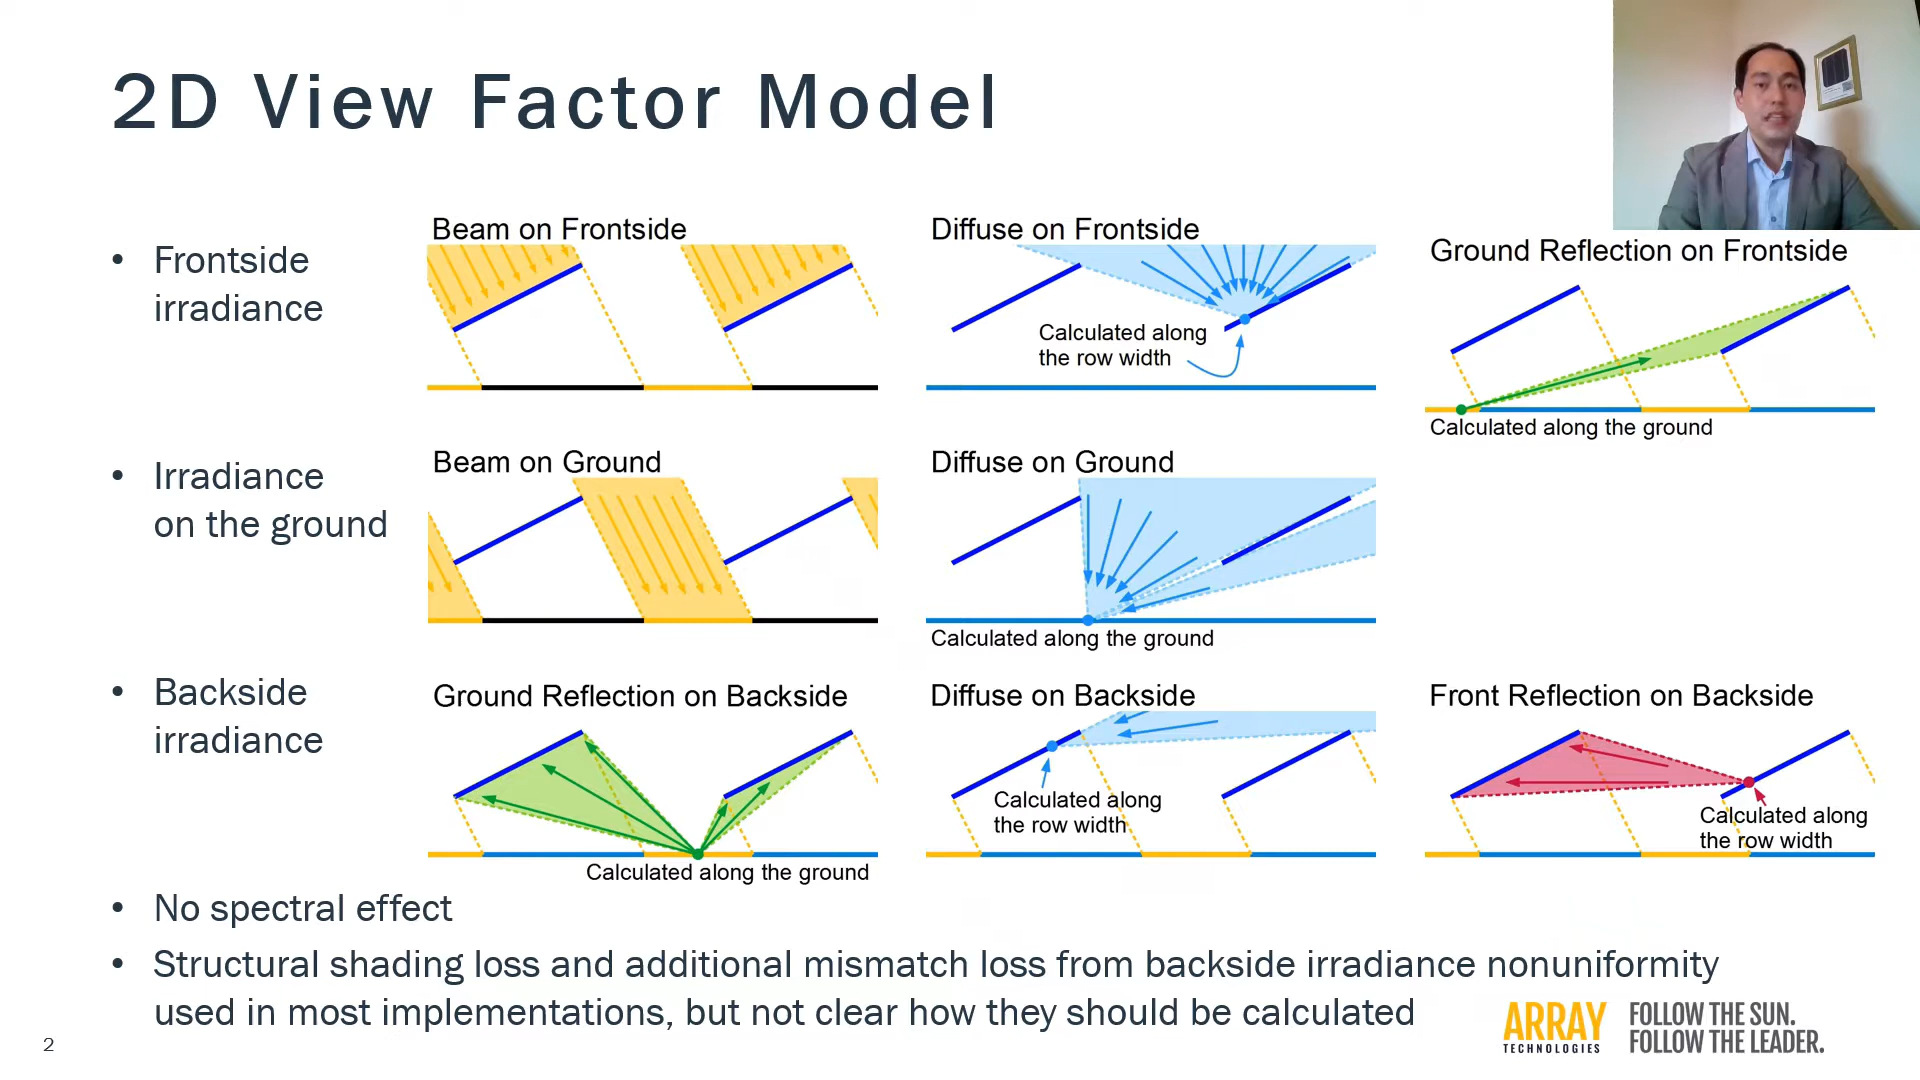 2D View Factor Model
• Frontside
irradiance
Beam on Frontside
Diffuse on Frontside
Calculated along
the row width
Ground Reflection on Frontside
Calculated along the ground
• Irradiance
on the ground
Beam on Ground
Diffuse on Ground
Calculated along the ground
• Backside
irradiance
Ground Reflection on Backside
Calculated along the ground
Diffuse on Backside
Calculated along
the row width
Front Reflection on Backside
Calculated along
the row width
• No spectral effect
• Structural shading loss and additional mismatch loss from backside irradiance nonuniformity
used in most implementations, but not clear how they should be calculated
2
ARRAY
TECHNOLOGIES
FOLLOW THE SUN.
FOLLOW THE LEADER.